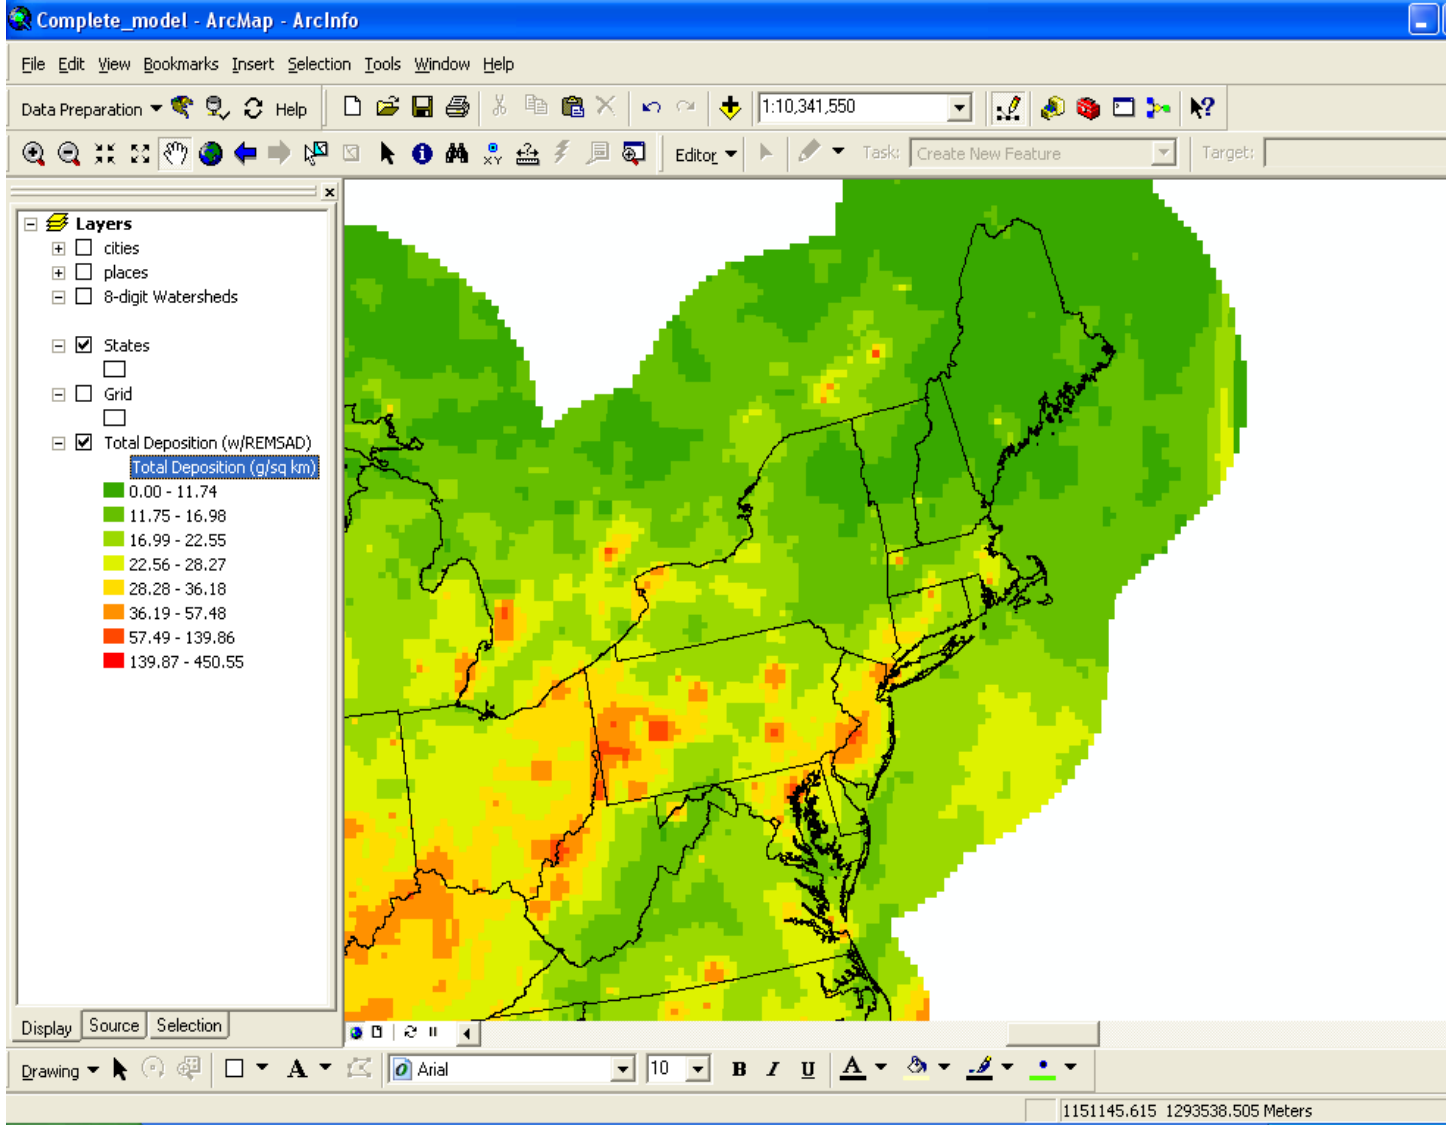 Complete_model - ArcMap - ArcInfo
File Edit View Bookmarks Insert Selection Tools Window Help
Data Preparation Help 1:10,341,550
Editor Task: Create New Feature Target:
Layers
cities
places
8-digit Watersheds
States
Grid
Total Deposition (w/REMSAD)
Total Deposition (g/sq km)
0.00 - 11.74
11.75 - 16.98
16.99 - 22.55
22.56 - 28.27
28.28 - 36.18
36.19 - 57.48
57.49 - 139.86
139.87 - 450.55
Display Source Selection
Drawing A Arial 10 B I U A
1151145.615 1293538.505 Meters